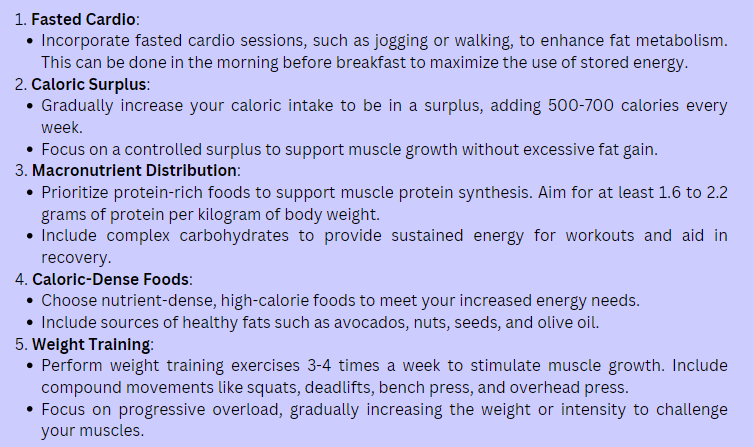 1. Fasted Cardio:
• Incorporate fasted cardio sessions, such as jogging or walking, to enhance fat metabolism.
This can be done in the morning before breakfast to maximize the use of stored energy.
2. Caloric Surplus:
• Gradually increase your caloric intake to be in a surplus, adding 500-700 calories every
week.
• Focus on a controlled surplus to support muscle growth without excessive fat gain.
3. Macronutrient Distribution:
• Prioritize protein-rich foods to support muscle protein synthesis. Aim for at least 1.6 to 2.2
grams of protein per kilogram of body weight.
• Include complex carbohydrates to provide sustained energy for workouts and aid in
recovery.
4. Caloric-Dense Foods:
• Choose nutrient-dense, high-calorie foods to meet your increased energy needs.
• Include sources of healthy fats such as avocados, nuts, seeds, and olive oil.
5. Weight Training:
• Perform weight training exercises 3-4 times a week to stimulate muscle growth. Include
compound movements like squats, deadlifts, bench press, and overhead press.
• Focus on progressive overload, gradually increasing the weight or intensity to challenge
your muscles.